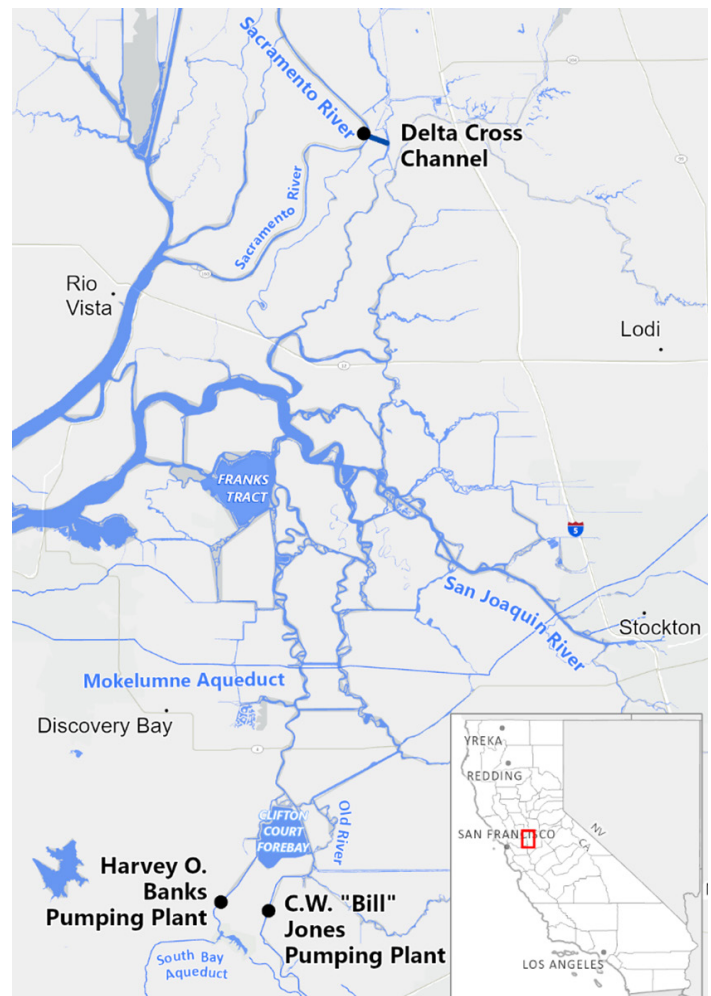 Sacramento River
Delta Cross
Channel
Sacramento River
Rio
Vista
Lodi
FRANKS
TRACT
5
San Joaquin River
Stockton
Mokelumne Aqueduct
Discovery Bay
4
CLIFTON
COURT
FOREBAY
Old River
Harvey O.
Banks
Pumping Plant
C.W. "Bill"
Jones
Pumping Plant
South Bay
Aqueduct
YREKA
REDDING
SAN FRANCISCO
NV
CA
LOS ANGELES